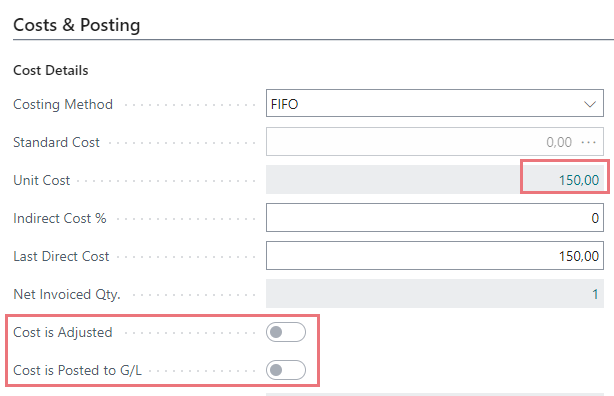 Costs & Posting
Cost Details
Costing Method FIFO
Standard Cost 0,00 ...
Unit Cost 150,00
Indirect Cost % 0
Last Direct Cost 150,00
Net Invoiced Qty. 1
Cost is Adjusted
Cost is Posted to G/L